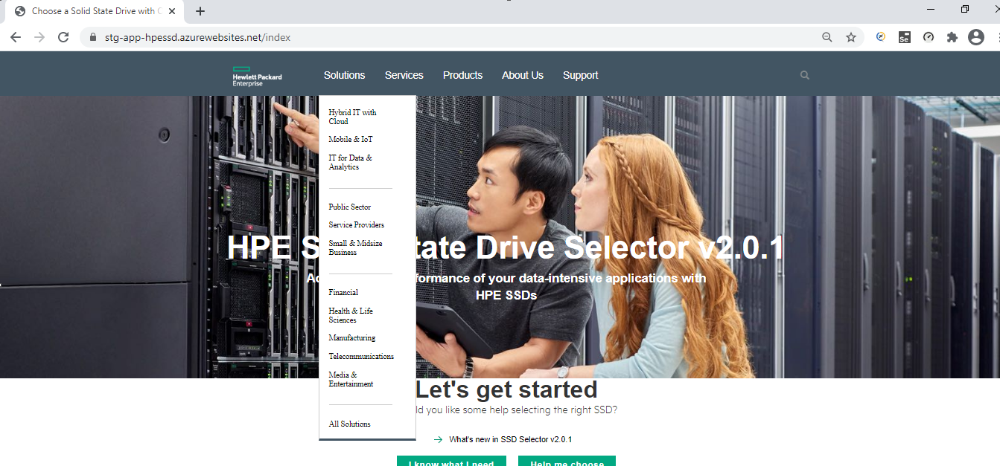 Choose a Solid State Drive with
stg-app-hpessd.azurewebsites.net/index
Se
Hewlett Packard
Enterprise
Solutions
Services
Products
About Us
Support
Hybrid IT with
Cloud
Mobile & IoT
IT for Data &
Analytics
Public Sector
Service Providers
Small & Midsize
Business
Financial
Health & Life
Sciences
Manufacturing
Telecommunications
Media &
Entertainment
All Solutions
HPE S tate Drive Selector v2.0.1
formance of your data-intensive applications with
HPE SSDs
Let's get started
ld you like some help selecting the right SSD?
What's new in SSD Selector v2.0.1
I know what I need
Help me choose